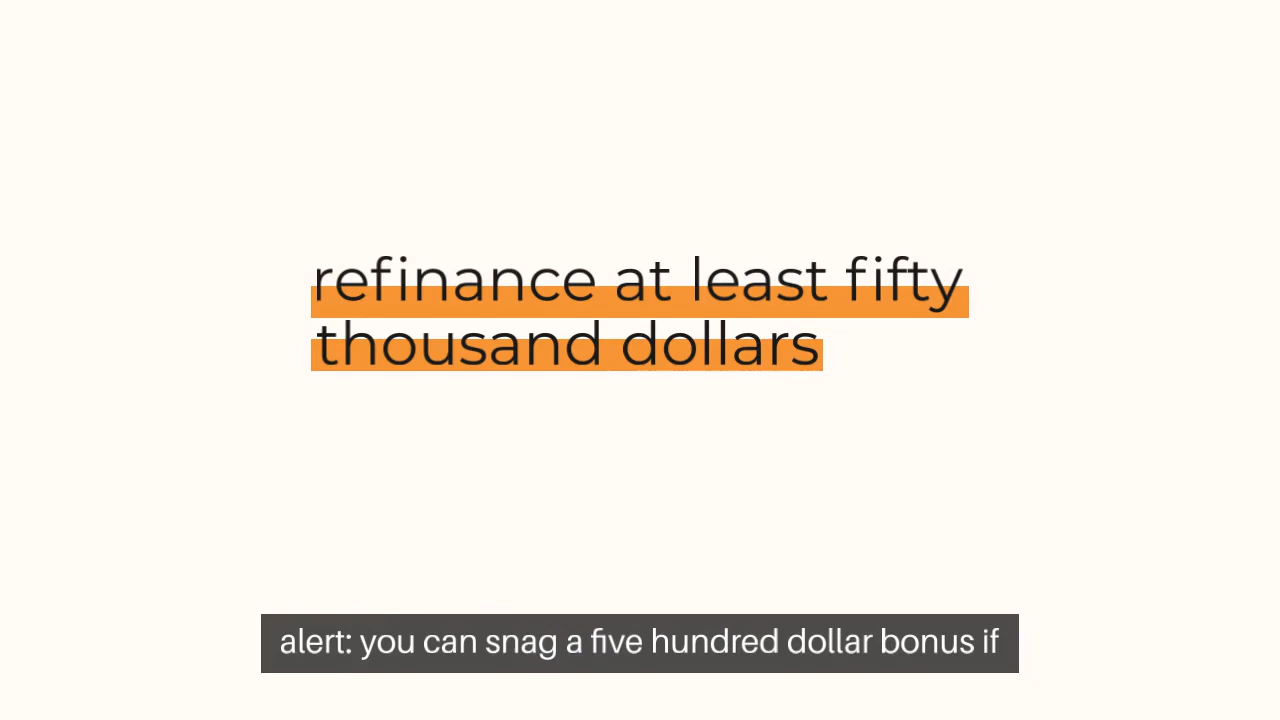 refinance at least fifty
thousand dollars
alert: you can snag a five hundred dollar bonus if